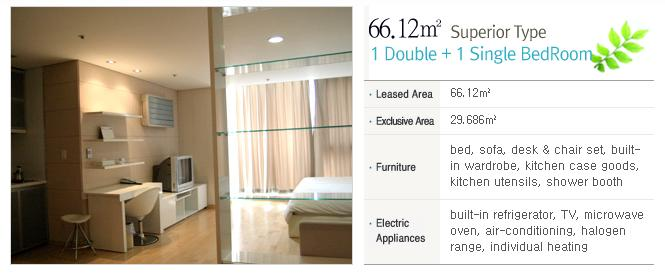 66.12㎡ Superior Type
1 Double + 1 Single BedRoom
· Leased Area 66.12㎡
· Exclusive Area 29.686㎡
· Furniture bed, sofa, desk & chair set, built-
in wardrobe, kitchen case goods,
kitchen utensils, shower booth
· Electric Appliances built-in refrigerator, TV, microwave
oven, air-conditioning, halogen
range, individual heating